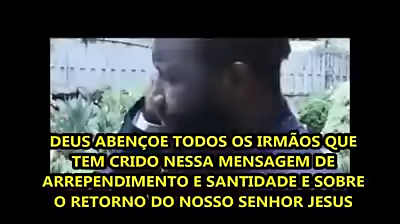 DEUS ABENÇOE TODOS OS IRMÃOS QUE
TEM CRIDO NESSA MENSAGEM DE
ARREPENDIMENTO E SANTIDADE E SOBRE
O RETORNO DO NOSSO SENHOR JESUS